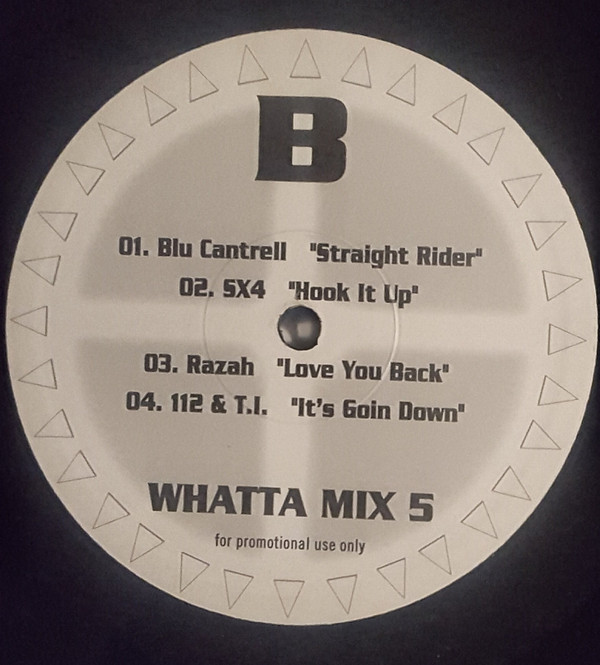 B
01. Blu Cantrell "Straight Rider"
02. SX4 "Hook It Up"
03. Razah "Love You Back"
04. 112 & T.I. "It's Goin Down"
WHATTA MIX 5
for promotional use only